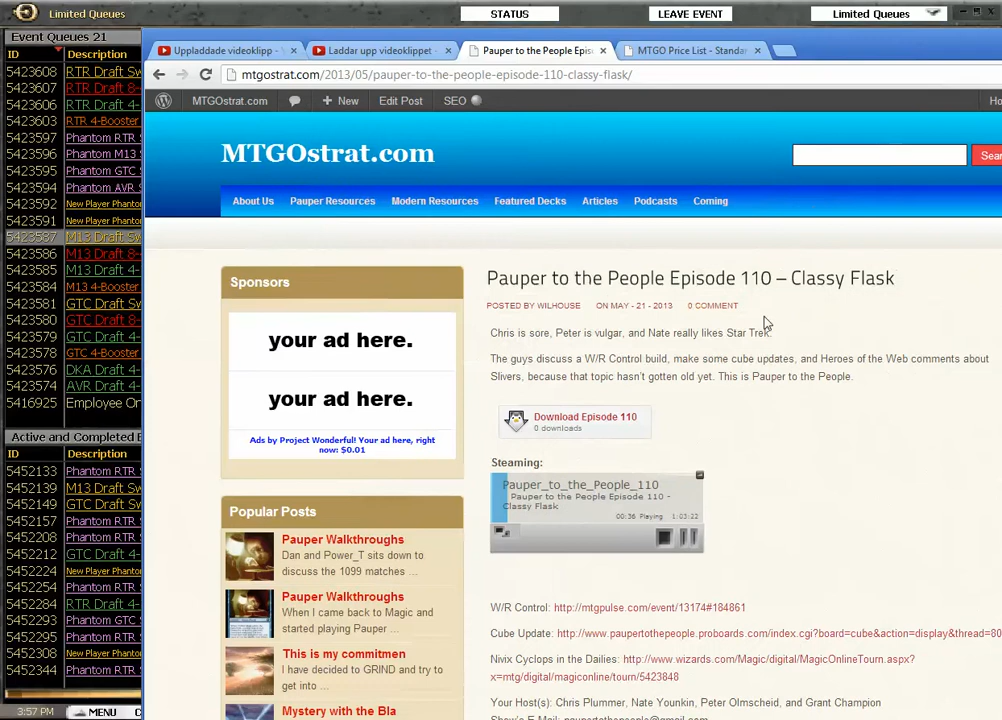 Limited Queues
STATUS
LEAVE EVENT
Limited Queues
Event Queues 21
ID Description
5423608 RTR Draft Sw
5423607 RTR Draft 8-
5423606 RTR Draft 4-
5423603 RTR 4-Booster
5423597 Phantom RTR
5423596 Phantom M13
5423595 Phantom GTC
5423594 Phantom AVR
5423592 New Player Phanto
5423591 New Player Phanto
5423587 M13 Draft Sw
5423586 M13 Draft 8-
5423585 M13 Draft 4-
5423584 M13 4-Booster
5423581 GTC Draft Sw
5423580 GTC Draft 8-
5423579 GTC Draft 4-
5423578 GTC 4-Booster
5423576 DKA Draft 4-
5423574 AVR Draft 4-
5416925 Employee On
Active and Completed E
ID Description
5452133 Phantom RTR
5452139 M13 Draft Sw
5452149 GTC Draft Sw
5452157 Phantom RTR
5452208 Phantom RTR
5452212 GTC Draft 4-
5452224 New Player Phanto
5452254 Phantom RTR
5452284 RTR Draft 4-
5452293 Phantom GTC
5452295 Phantom RTR
5452308 New Player Phanto
5452344 Phantom RTR
3:57 PM MENU
Uppladdade videoklipp -
Laddar upp videoklippet -
Pauper to the People Epis
MTGO Price List - Standar
mtgostrat.com/2013/05/pauper-to-the-people-episode-110-classy-flask/
MTGOstrat.com + New Edit Post SEO Ho
MTGOstrat.com
Sear
About Us Pauper Resources Modern Resources Featured Decks Articles Podcasts Coming
Sponsors
your ad here.
your ad here.
Ads by Project Wonderful! Your ad here, right
now: $0.01
Popular Posts
Pauper Walkthroughs
Dan and Power_T sits down to
discuss the 1099 matches ...
Pauper Walkthroughs
When I came back to Magic and
started playing Pauper ...
This is my commitmen
I have decided to GRIND and try to
get into ...
Mystery with the Bla
Pauper to the People Episode 110 – Classy Flask
POSTED BY WILHOUSE ON MAY - 21 - 2013 0 COMMENT
Chris is sore, Peter is vulgar, and Nate really likes Star Trek.
The guys discuss a W/R Control build, make some cube updates, and Heroes of the Web comments about
Slivers, because that topic hasn't gotten old yet. This is Pauper to the People.
Download Episode 110
0 downloads
Steaming:
Pauper_to_the_People_110
Pauper to the People Episode 110 -
Classy Flask
00:36 Playing 1:03:22
W/R Control: http://mtgpulse.com/event/13174#184861
Cube Update: http://www.paupertothepeople.proboards.com/index.cgi?board=cube&action=display&thread=80
Nivix Cyclops in the Dailies: http://www.wizards.com/Magic/digital/MagicOnlineTourn.aspx?
x=mtg/digital/magiconline/tourn/5423848
Your Host(s): Chris Plummer, Nate Younkin, Peter Olmscheid, and Grant Champion
Show's E-Mail: paupertothepeople@gmail.com